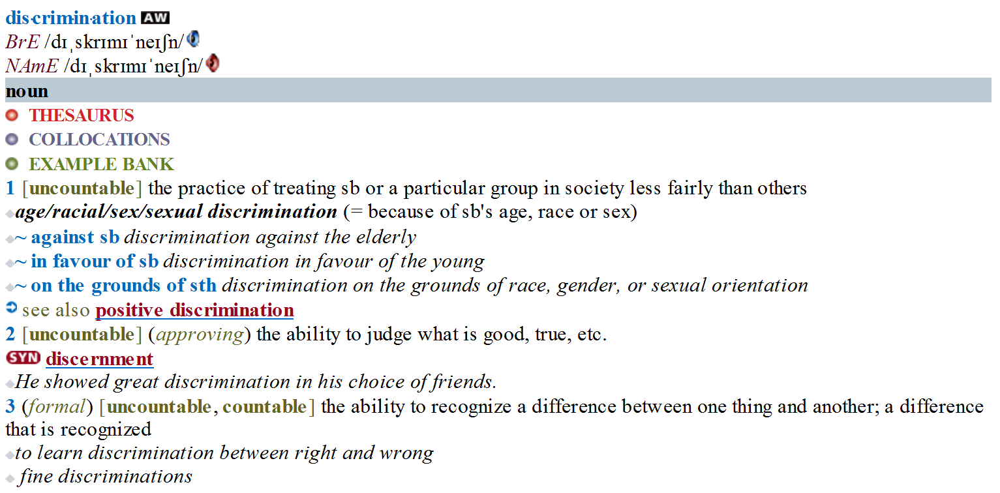 dis·crim·in·ation AW
BrE /dɪˌskrɪmɪˈneɪʃn/
NAmE /dɪˌskrɪmɪˈneɪʃn/
noun
THESAURUS
COLLOCATIONS
EXAMPLE BANK
1 [uncountable] the practice of treating sb or a particular group in society less fairly than others
age/racial/sex/sexual discrimination (= because of sb's age, race or sex)
~ against sb discrimination against the elderly
~ in favour of sb discrimination in favour of the young
~ on the grounds of sth discrimination on the grounds of race, gender, or sexual orientation
see also positive discrimination
2 [uncountable] (approving) the ability to judge what is good, true, etc.
SYN discernment
He showed great discrimination in his choice of friends.
3 (formal) [uncountable, countable] the ability to recognize a difference between one thing and another; a difference
that is recognized
to learn discrimination between right and wrong
fine discriminations